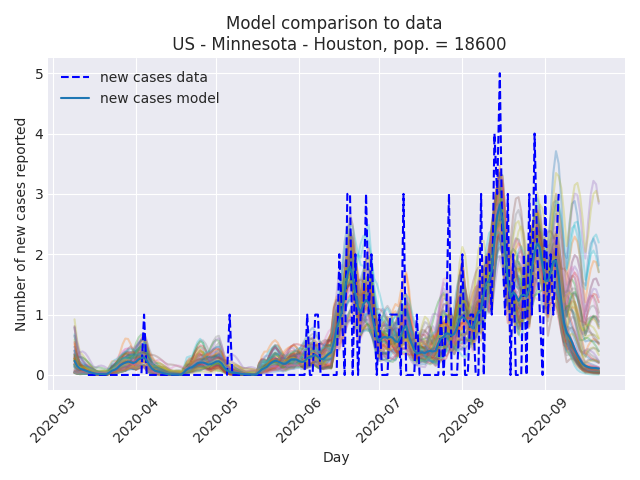 Model comparison to data
US - Minnesota - Houston, pop. = 18600
new cases data
new cases model
Number of new cases reported
5
4
3
2
1
0
2020-03
2020-04
2020-05
2020-06
2020-07
2020-08
2020-09
Day